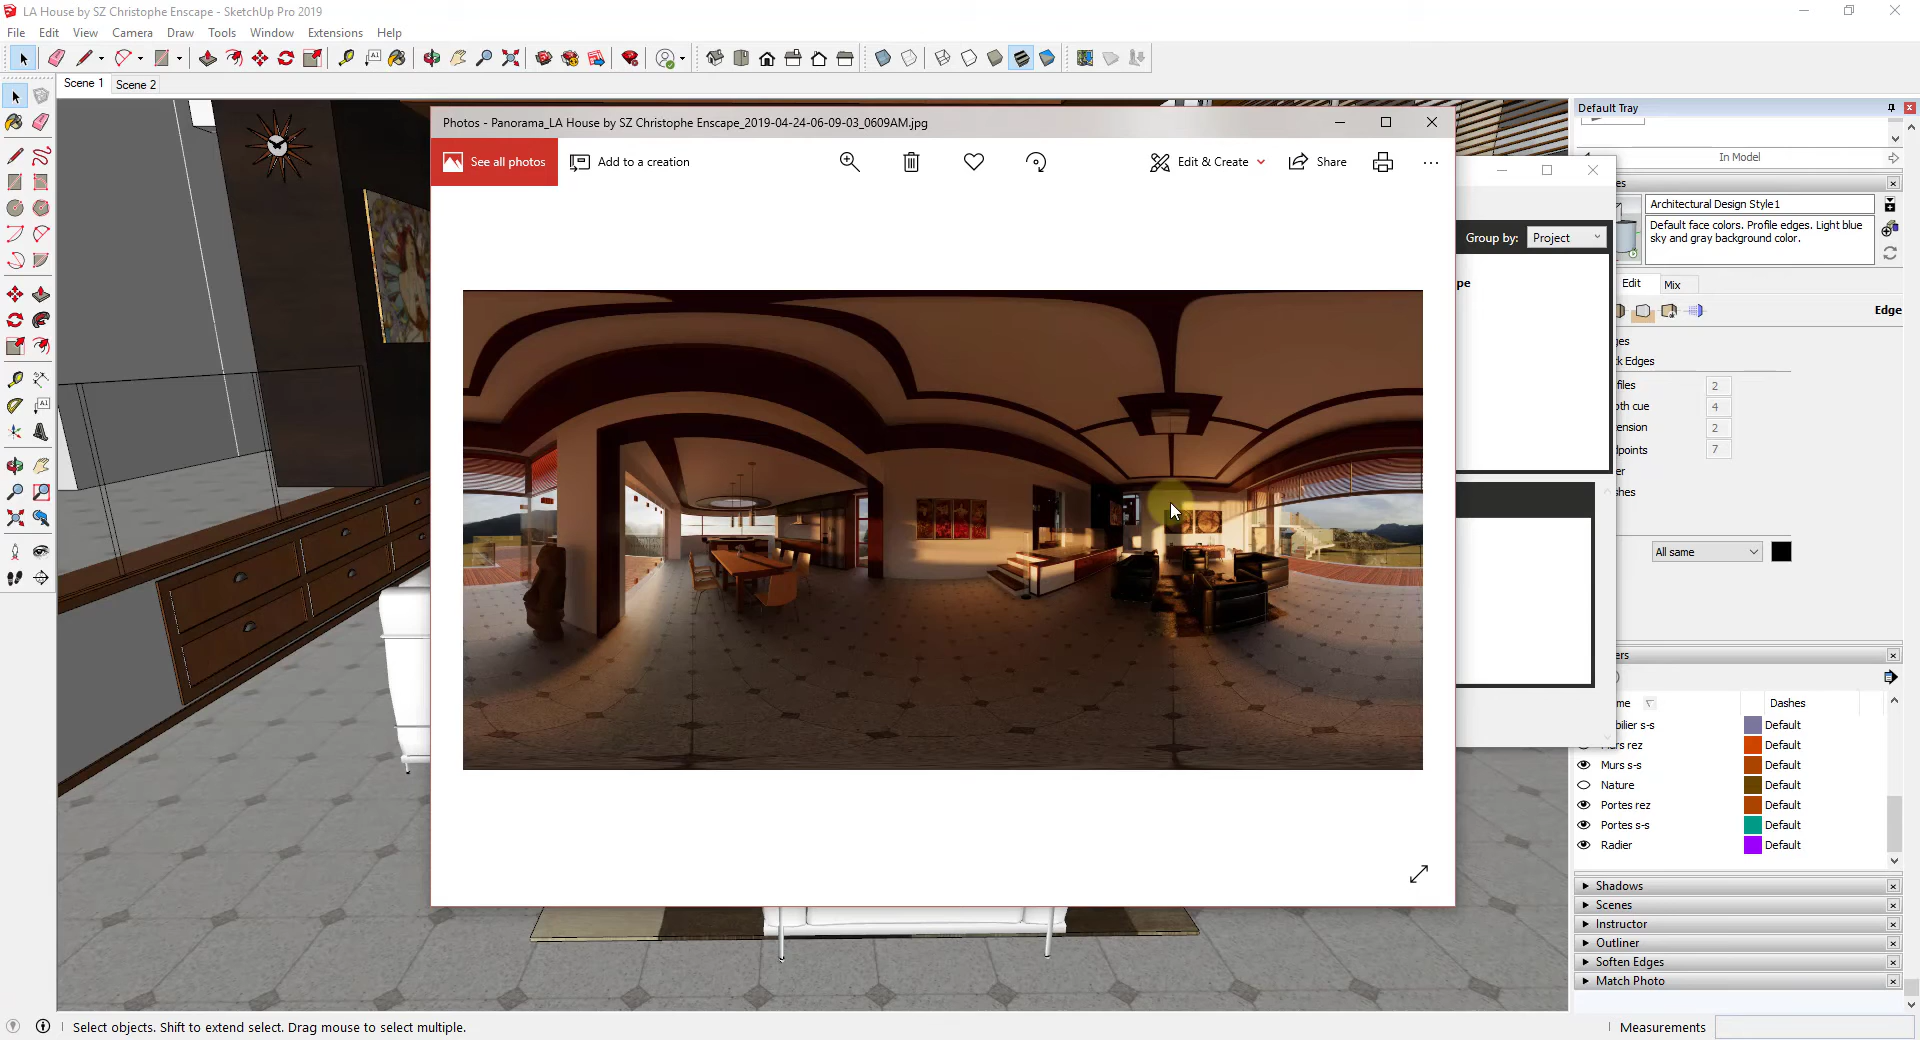 LA House by SZ Christophe Enscape - SketchUp Pro 2019
File Edit View Camera Draw Tools Window Extensions Help
Scene 1 Scene 2
Default Tray
In Model
Architectural Design Style1
Default face colors. Profile edges. Light blue
sky and gray background color.
Edit Mix
Edge
Photos - Panorama_LA House by SZ Christophe Enscape_2019-04-24-06-09-03_0609AM.jpg
See all photos Add to a creation Edit & Create Share
Group by: Project
2
4
2
7
All same
Dashes
Default
rez Default
Murs s-s Default
Nature Default
Portes rez Default
Portes s-s Default
Radier Default
Shadows
Scenes
Instructor
Outliner
Soften Edges
Match Photo
Select objects. Shift to extend select. Drag mouse to select multiple.
Measurements